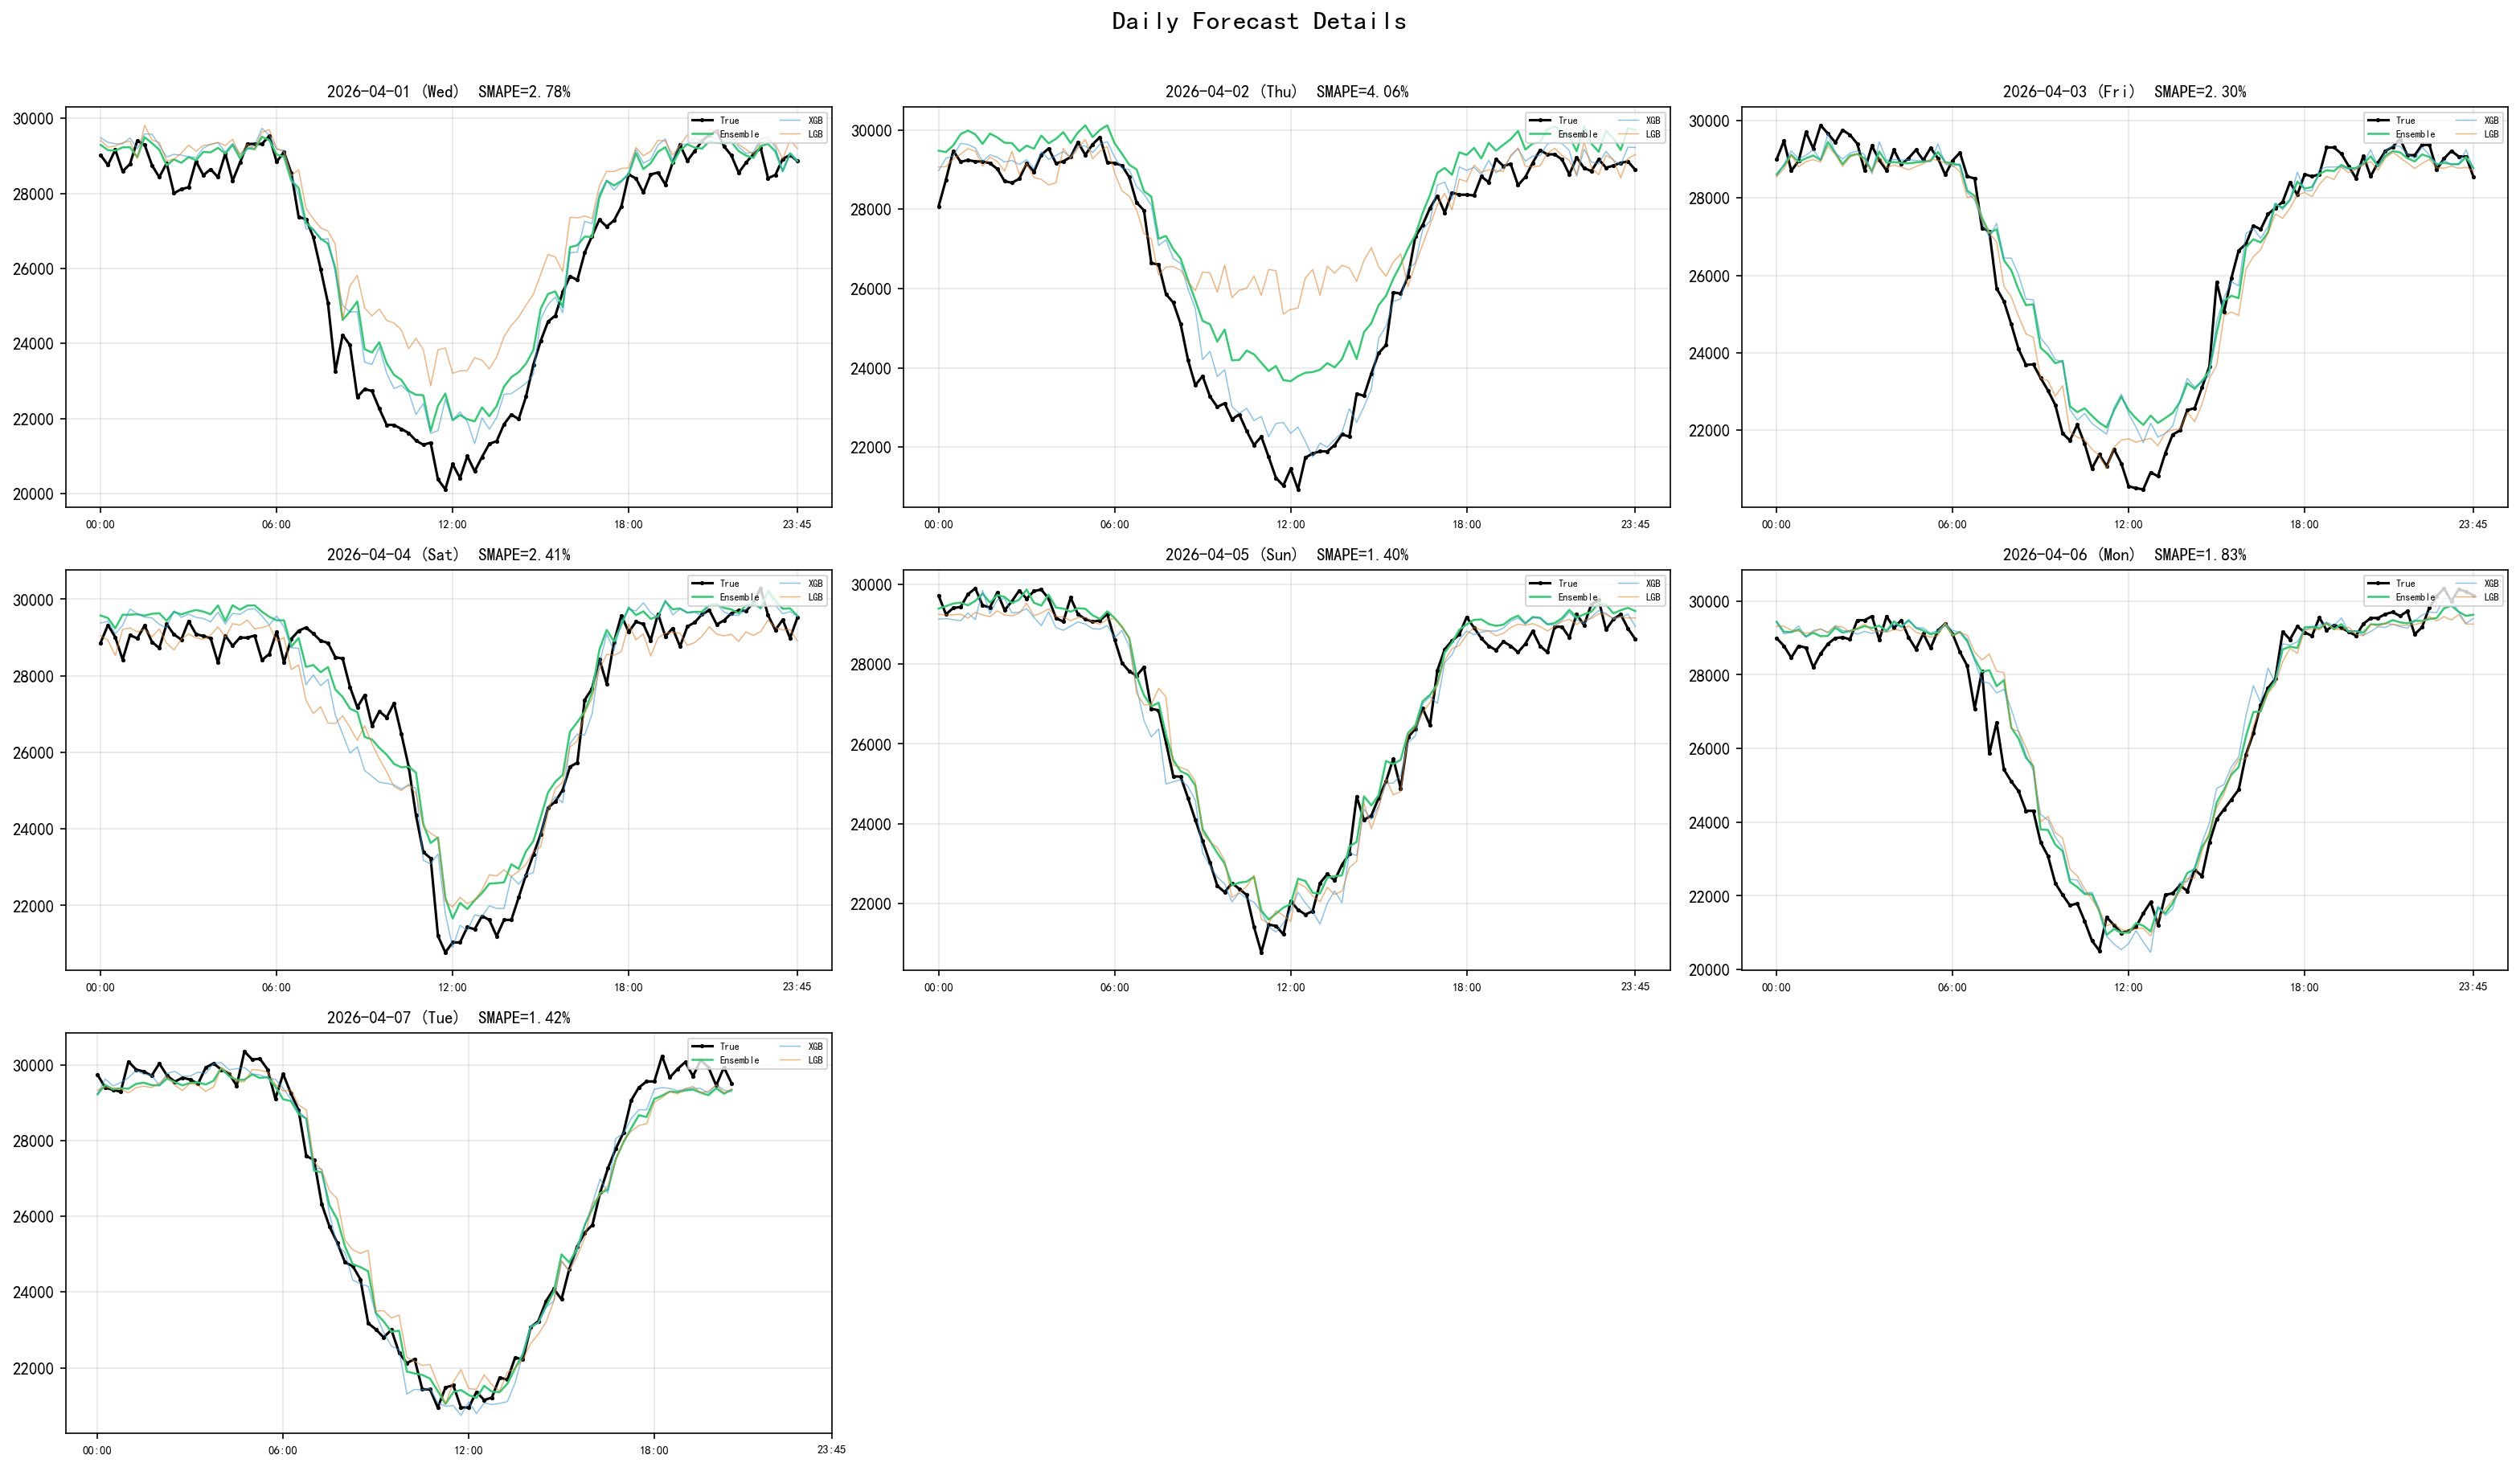 Daily Forecast Details
2026-04-01 (Wed) SMAPE=2.78%
True XGB
Ensemble LGB
30000
28000
26000
24000
22000
20000
00:00 06:00 12:00 18:00 23:45
2026-04-02 (Thu) SMAPE=4.06%
True XGB
Ensemble LGB
30000
28000
26000
24000
22000
00:00 06:00 12:00 18:00 23:45
2026-04-03 (Fri) SMAPE=2.30%
True XGB
Ensemble LGB
30000
28000
26000
24000
22000
00:00 06:00 12:00 18:00 23:45
2026-04-04 (Sat) SMAPE=2.41%
True XGB
Ensemble LGB
30000
28000
26000
24000
22000
00:00 06:00 12:00 18:00 23:45
2026-04-05 (Sun) SMAPE=1.40%
True XGB
Ensemble LGB
30000
28000
26000
24000
22000
00:00 06:00 12:00 18:00 23:45
2026-04-06 (Mon) SMAPE=1.83%
True XGB
Ensemble LGB
30000
28000
26000
24000
22000
20000
00:00 06:00 12:00 18:00 23:45
2026-04-07 (Tue) SMAPE=1.42%
True XGB
Ensemble LGB
30000
28000
26000
24000
22000
00:00 06:00 12:00 18:00 23:45